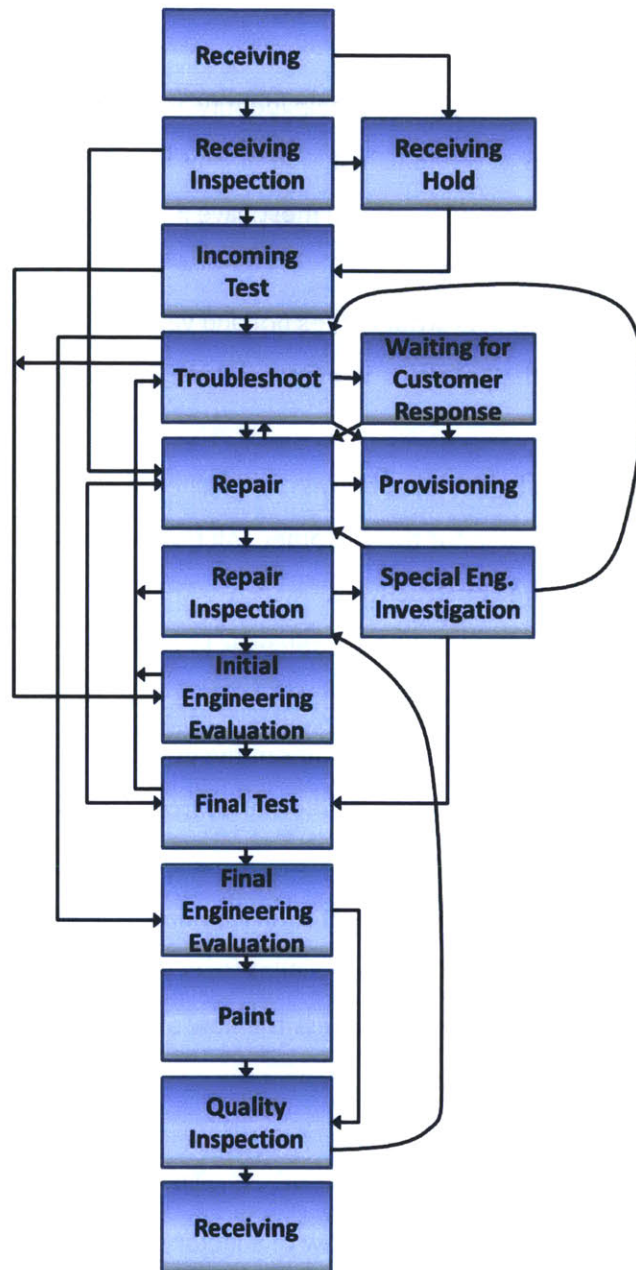 Receiving
Receiving
Inspection
Receiving
Hold
Incoming
Test
Troubleshoot
Waiting for
Customer
Response
Repair
Provisioning
Repair
Inspection
Special Eng.
Investigation
Initial
Engineering
Evaluation
Final Test
Final
Engineering
Evaluation
Paint
Quality
Inspection
Receiving